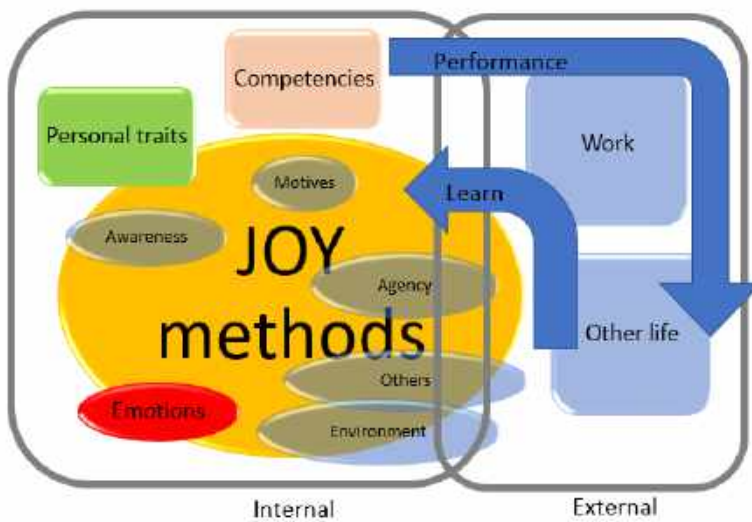 Competencies
Performance
Personal traits
Work
Motives
Learn
Awareness
JOY
methods
Agency
Other life
Others
Emotions
Environment
Internal
External